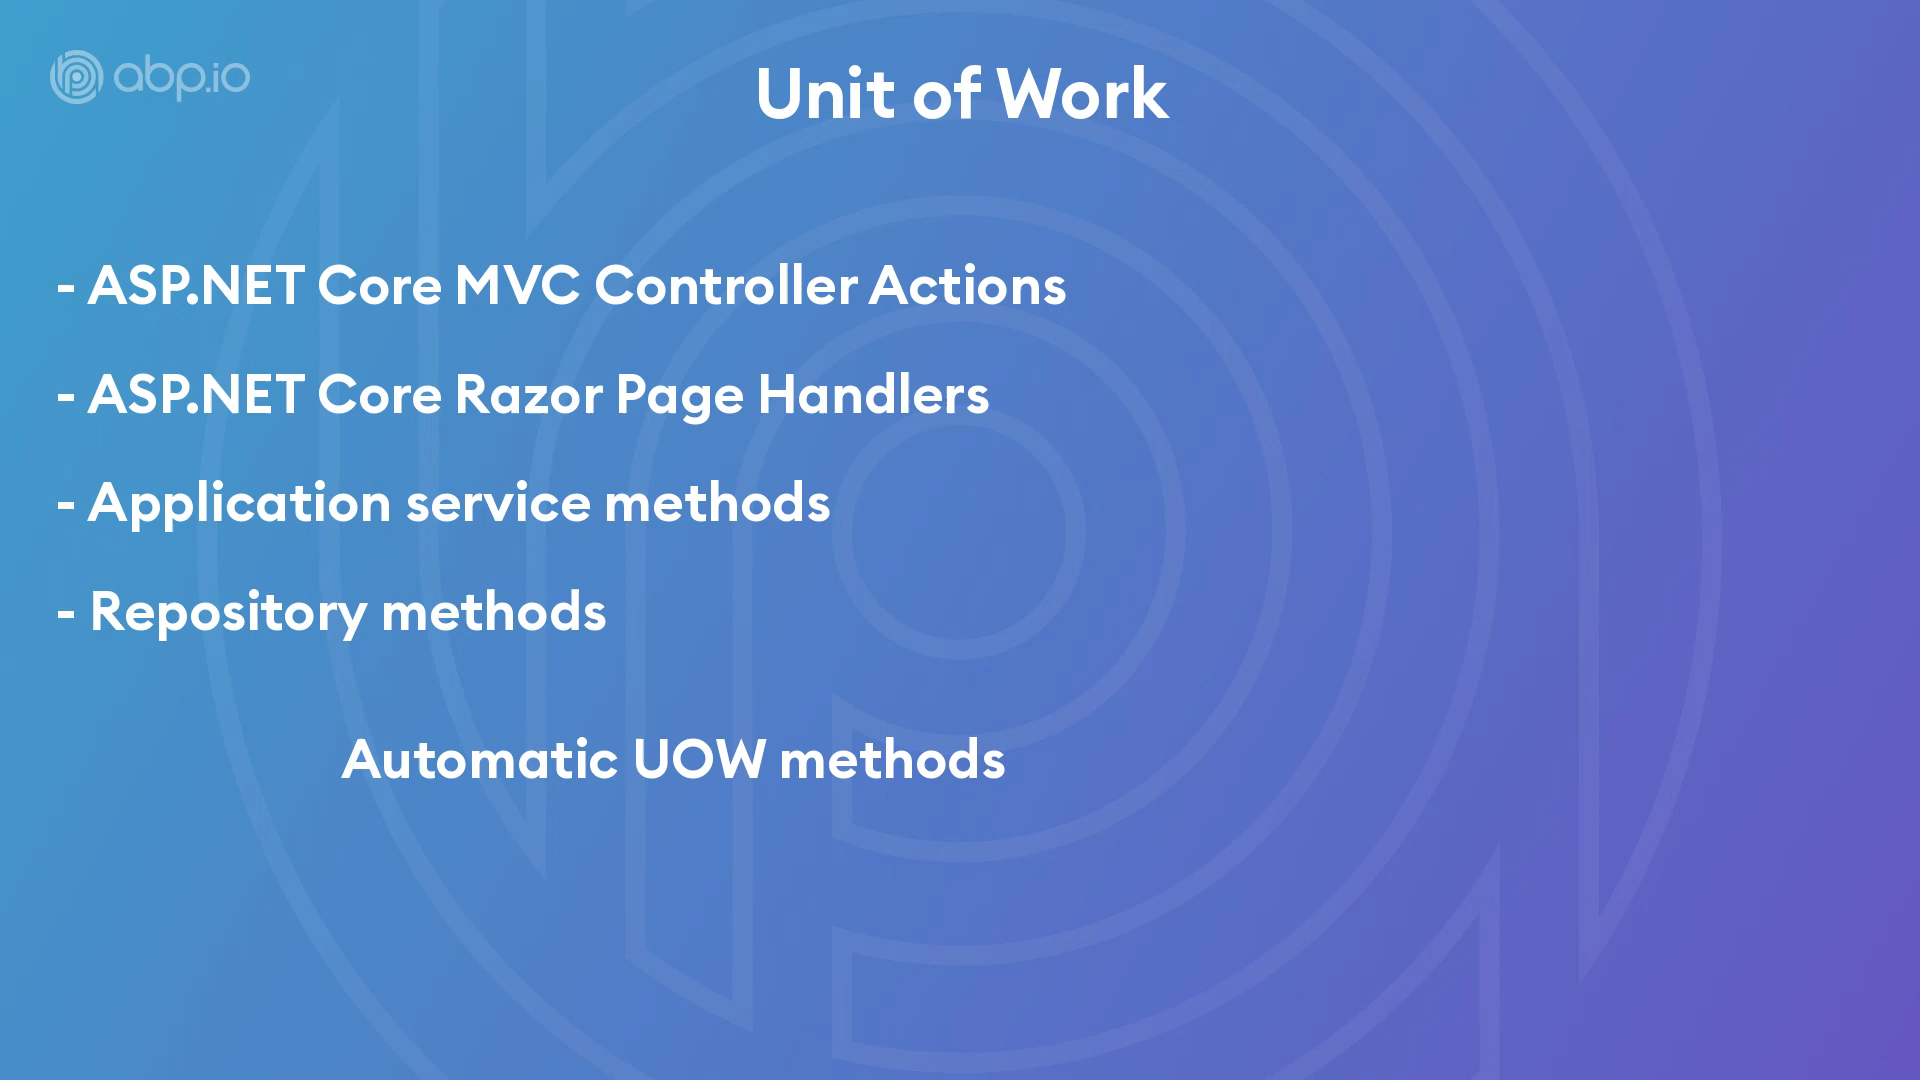 abp.io
Unit of Work
- ASP.NET Core MVC Controller Actions
- ASP.NET Core Razor Page Handlers
- Application service methods
- Repository methods
Automatic UOW methods